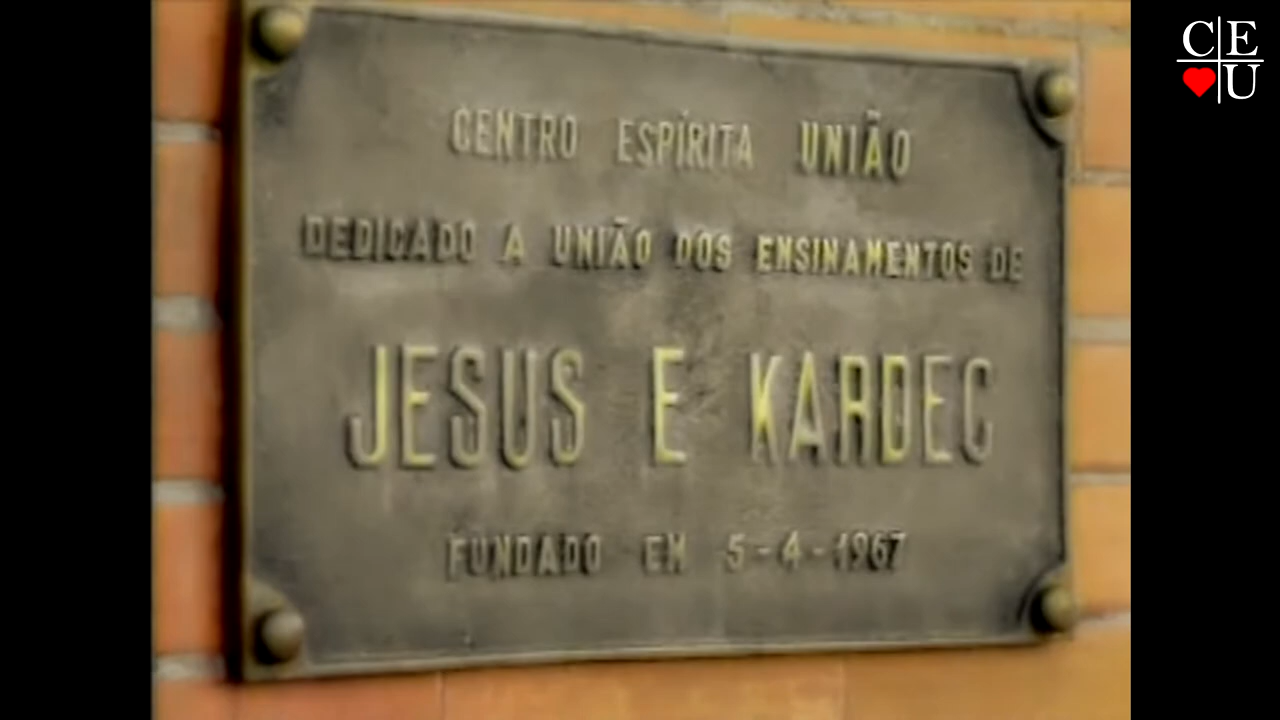 CENTRO ESPÍRITA UNIÃO
DEDICADO A UNIÃO DOS ENSINAMENTOS DE
JESUS E KARDEC
FUNDADO EM 5-4-1967
CE
U